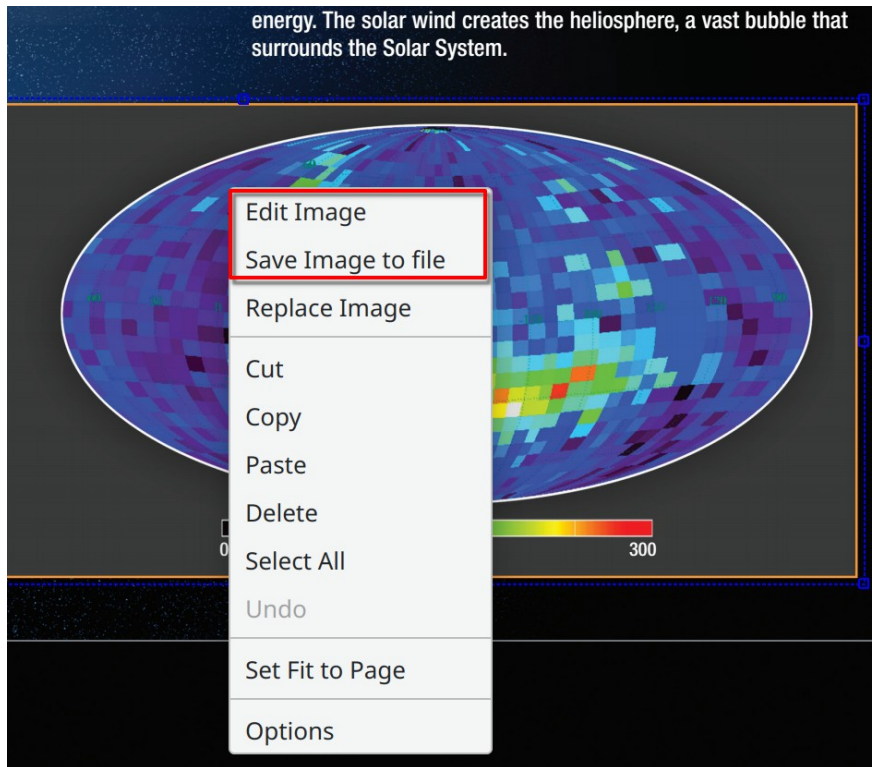 energy. The solar wind creates the heliosphere, a vast bubble that
surrounds the Solar System.
Edit Image
Save Image to file
Replace Image
Cut
Copy
Paste
Delete
Select All
Undo
Set Fit to Page
Options
0
300